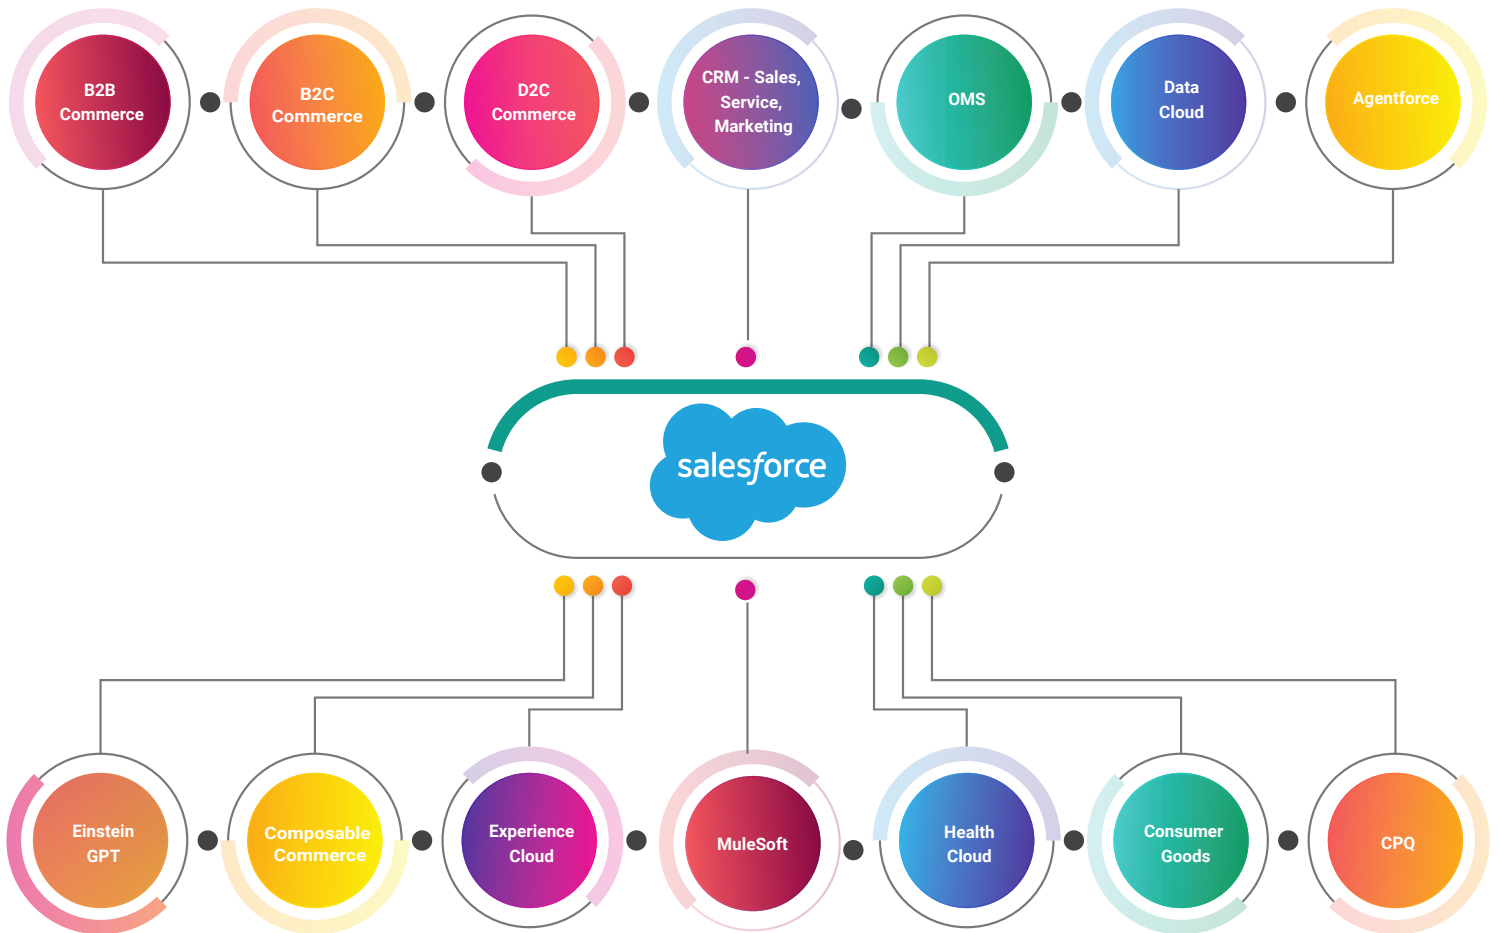 B2B
Commerce
B2C
Commerce
D2C
Commerce
CRM - Sales,
Service,
Marketing
OMS
Data
Cloud
Agentforce
salesforce
Einstein
GPT
Composable
Commerce
Experience
Cloud
MuleSoft
Health
Cloud
Consumer
Goods
CPQ